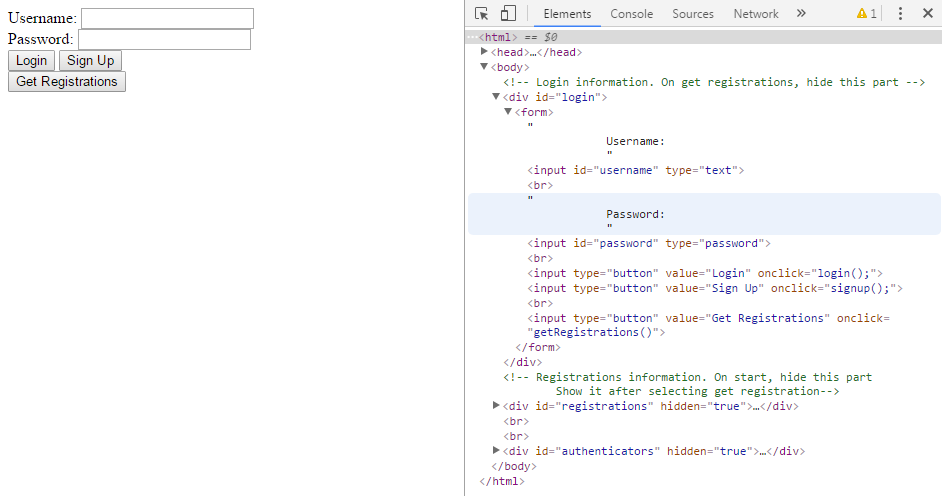 Username:
Password:
Login Sign Up
Get Registrations
Elements Console Sources Network » 1
<html> == $0
<head>…</head>
<body>
<!-- Login information. On get registrations, hide this part -->
<div id="login">
<form>
"
Username:
"
<input id="username" type="text">
<br>
"
Password:
"
<input id="password" type="password">
<br>
<input type="button" value="Login" onclick="login();">
<input type="button" value="Sign Up" onclick="signup();">
<br>
<input type="button" value="Get Registrations" onclick=
"getRegistrations()">
</form>
</div>
<!-- Registrations information. On start, hide this part
Show it after selecting get registration-->
<div id="registrations" hidden="true">…</div>
<br>
<br>
<div id="authenticators" hidden="true">…</div>
</body>
</html>